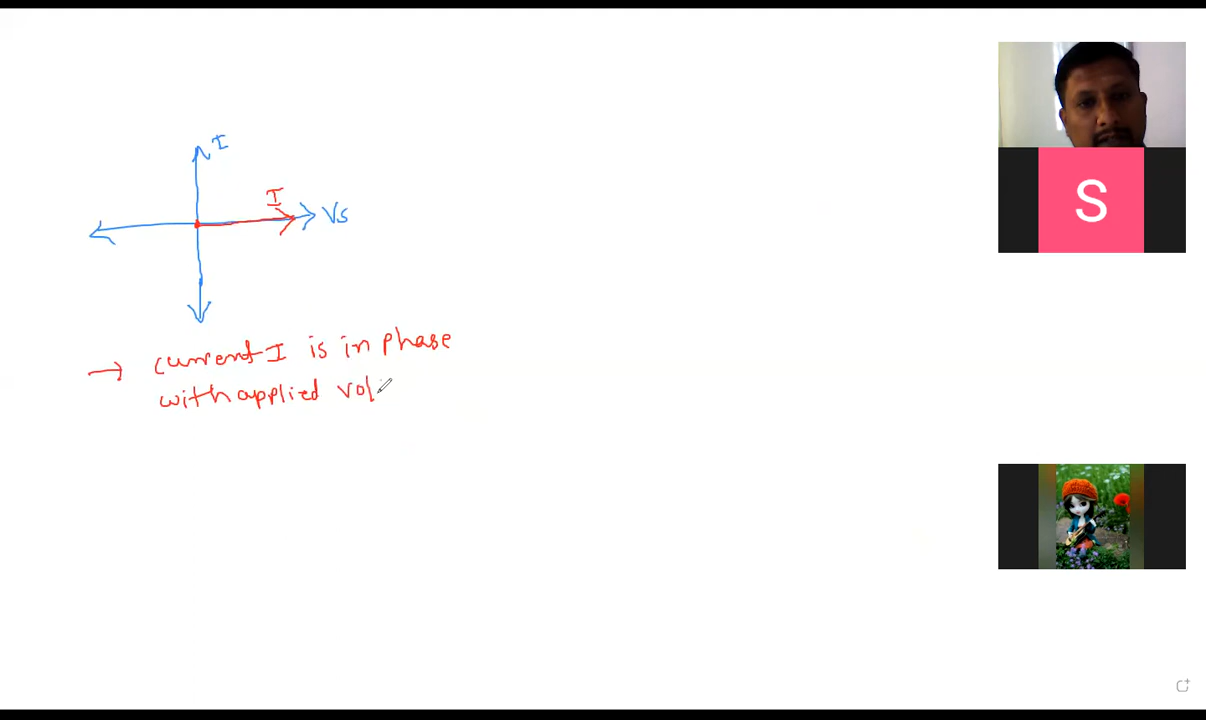 I
I
Vs
S
→ current I is in phase
with applied vol